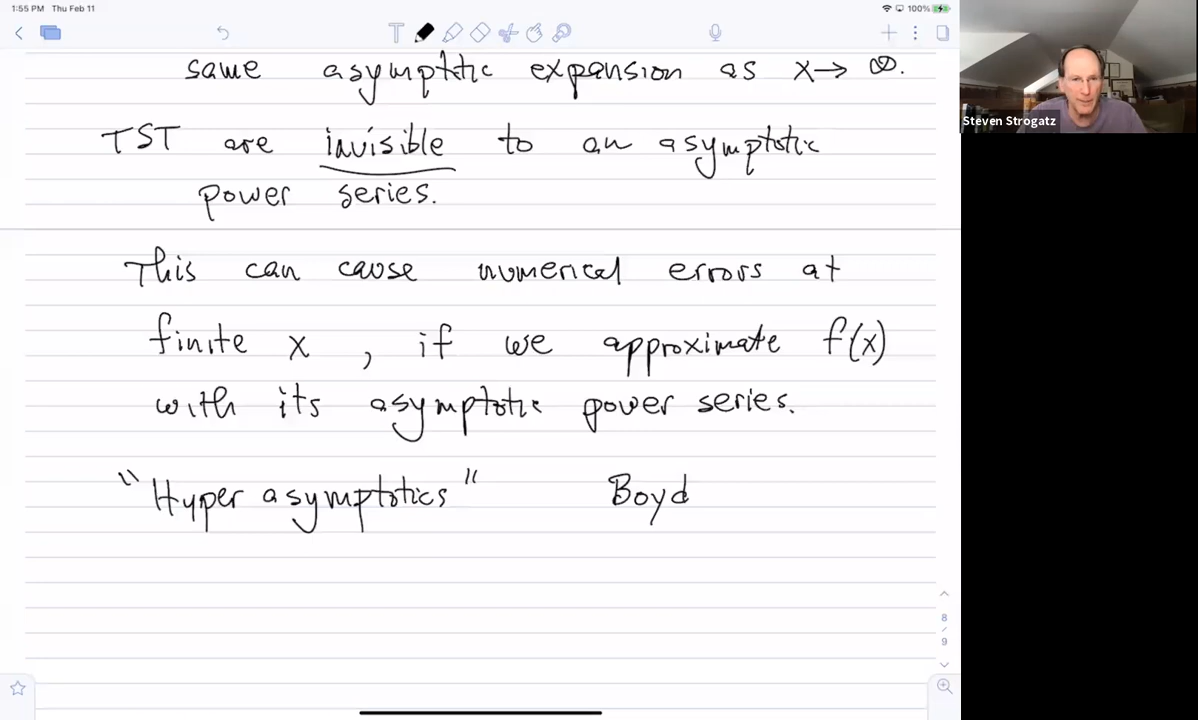 1:55 PM Thu Feb 11
100%
same asymptotic expansion as x→ ∞.
Steven Strogatz
TST are invisible to an asymptotic
power series.
This can cause numerical errors at
finite x , if we approximate f(x)
with its asymptotic power series.
"Hyper asymptotics" Boyd
8
/
9